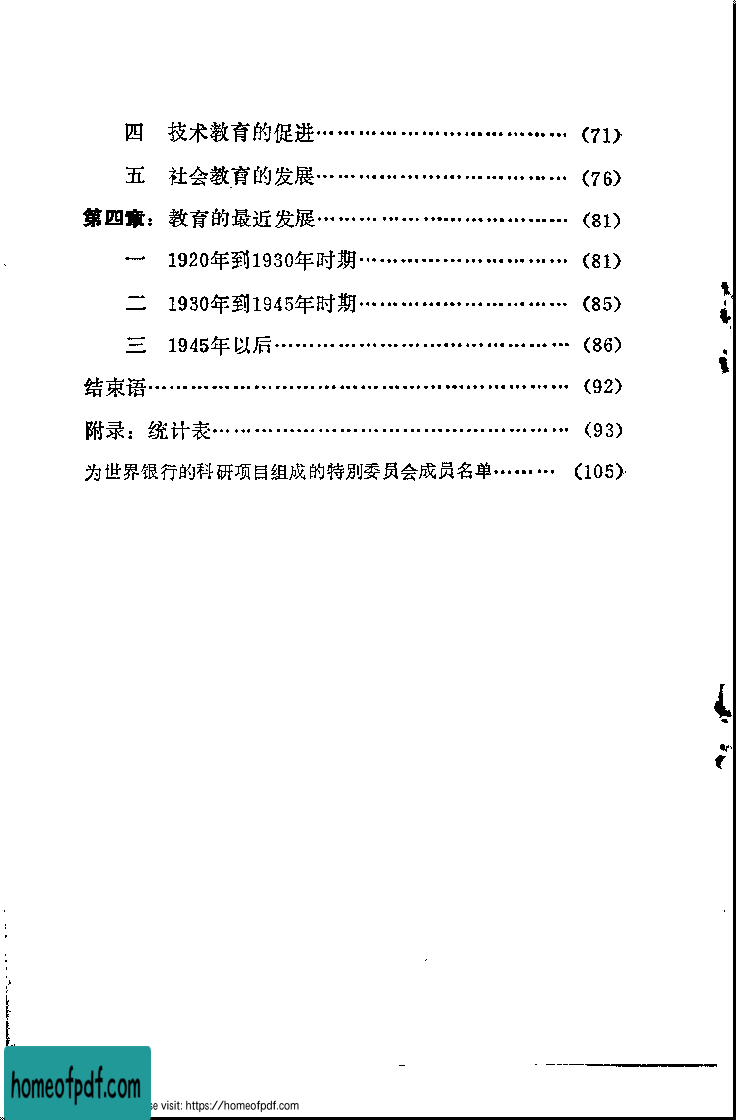 四 技术教育的促进……………………………… (71)
五 社会教育的发展……………………………… (76)
第四章：教育的最近发展……………………………… (81)
一 1920年到1930年时期………………………… (81)
二 1930年到1945年时期………………………… (85)
三 1945年以后…………………………………… (86)
结束语…………………………………………………… (92)
附录：统计表…………………………………………… (93)
为世界银行的科研项目组成的特别委员会成员名单……… (105)
homeofpdf.com
se visit: https://homeofpdf.com